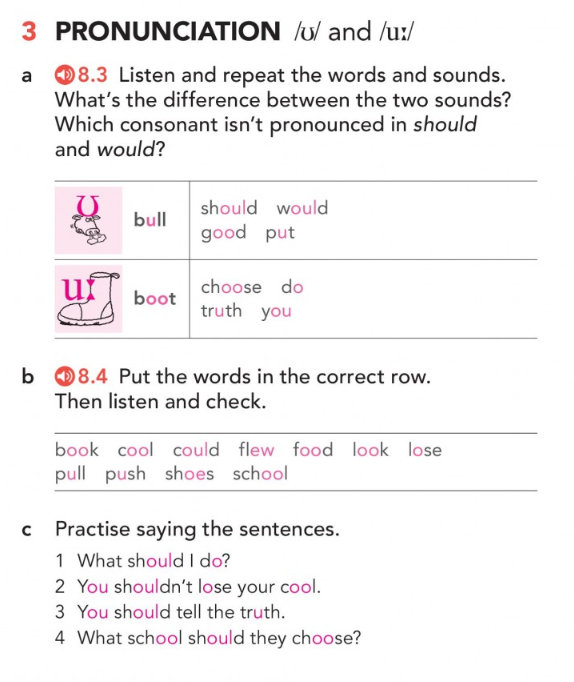 3 PRONUNCIATION /ʊ/ and /uː/
a 8.3 Listen and repeat the words and sounds.
What's the difference between the two sounds?
Which consonant isn't pronounced in should
and would?
ʊ
bull
should would
good put
uː
boot
choose do
truth you
b 8.4 Put the words in the correct row.
Then listen and check.
book cool could flew food look lose
pull push shoes school
c Practise saying the sentences.
1 What should I do?
2 You shouldn't lose your cool.
3 You should tell the truth.
4 What school should they choose?